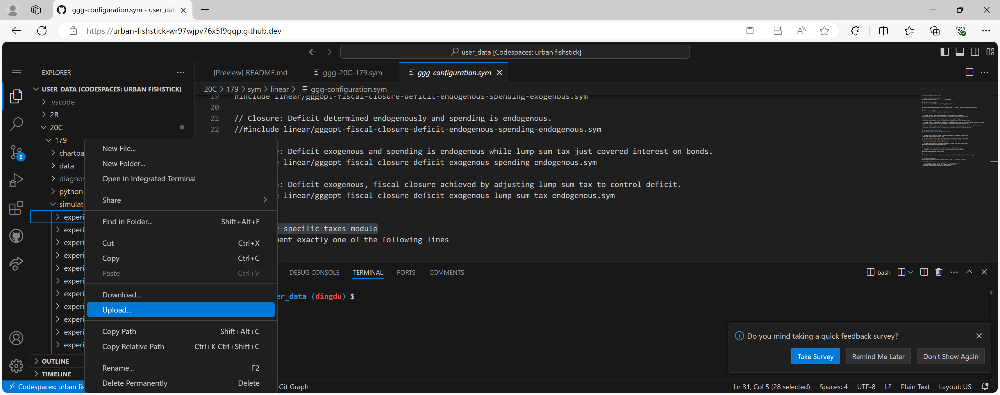 ggg-configuration.sym - user_dat
https://urban-fishstick-wr97wjpv76x5f9qqp.github.dev
user_data [Codespaces: urban fishstick]
EXPLORER
USER_DATA [CODESPACES: URBAN FISHSTICK]
.vscode
2R
20C
179
chartpa
data
diagnos
python
simulati
experi
experi
experi
experi
experi
experi
experi
experi
experi
experi
experi
OUTLINE
TIMELINE
6
New File...
New Folder...
Open in Integrated Terminal
Share
Find in Folder... Shift+Alt+F
Cut Ctrl+X
Copy Ctrl+C
Paste Ctrl+V
Download...
Upload...
Copy Path Shift+Alt+C
Copy Relative Path Ctrl+K Ctrl+Shift+C
Rename... F2
Delete Permanently Delete
[Preview] README.md ggg-20C-179.sym ggg-configuration.sym
20C > 179 > sym > linear > ggg-configuration.sym
19 #include linear/gggopt-fiscal-closure-deficit-endogenous-spending-exogenous.sym
20
21 // Closure: Deficit determined endogenously and spending is endogenous.
22 //#include linear/gggopt-fiscal-closure-deficit-endogenous-spending-endogenous.sym
e: Deficit exogenous and spending is endogenous while lump sum tax just covered interest on bonds.
e linear/gggopt-fiscal-closure-deficit-exogenous-spending-endogenous.sym
e: Deficit exogenous, fiscal closure achieved by adjusting lump-sum tax to control deficit.
e linear/gggopt-fiscal-closure-deficit-exogenous-lump-sum-tax-endogenous.sym
r specific taxes module
ment exactly one of the following lines
DEBUG CONSOLE TERMINAL PORTS COMMENTS
bash
er_data (dingdu) $
Do you mind taking a quick feedback survey?
Take Survey Remind Me Later Don't Show Again
Codespaces: urban fis
Git Graph
Ln 31, Col 5 (28 selected) Spaces: 4 UTF-8 LF Plain Text Layout: US